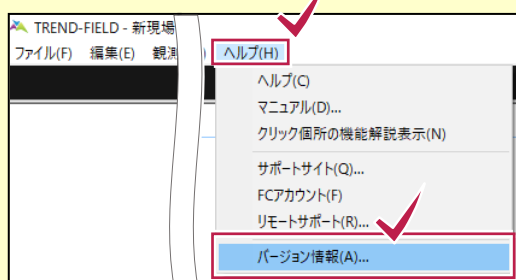 TREND-FIELD - 新現場
ファイル(F) 編集(E) 観測 ) ヘルプ(H)
ヘルプ(C)
マニュアル(D)...
クリック個所の機能解説表示(N)
サポートサイト(Q)...
FCアカウント(F)
リモートサポート(R)...
バージョン情報(A)...